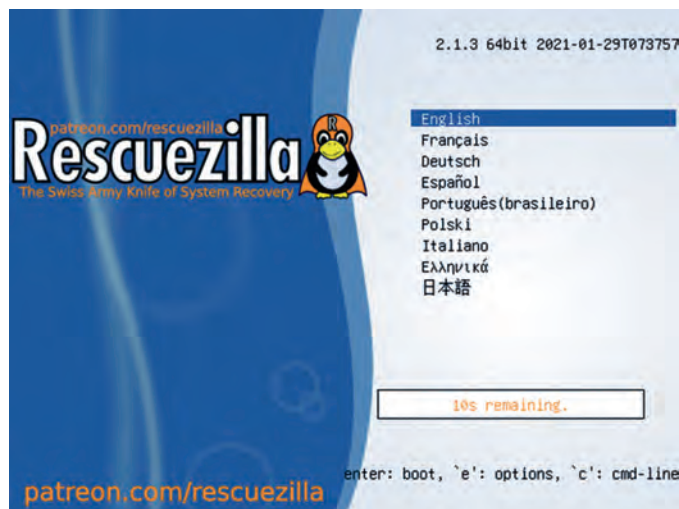 2.1.3 64bit 2021-01-29T073757
patreon.com/rescuezilla
R
Rescuezilla
The Swiss Army Knife of System Recovery
English
Français
Deutsch
Español
Português(brasileiro)
Polski
Italiano
Ελληνικά
日本語
10s remaining.
enter: boot, `e': options, `c': cmd-line
patreon.com/rescuezilla